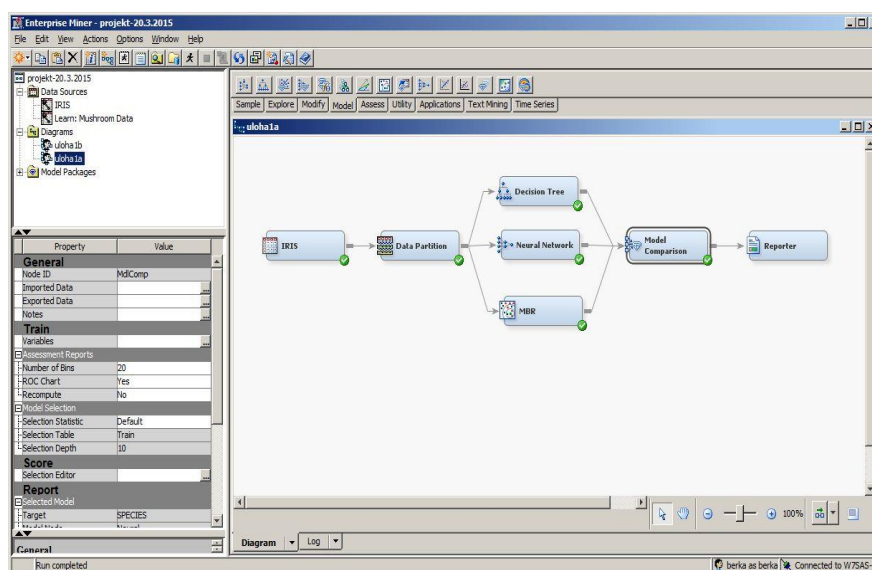 Enterprise Miner - projekt-20.3.2015
File Edit View Actions Options Window Help
projekt-20.3.2015
Data Sources
IRIS
Learn: Mushroom Data
Diagrams
uloha1b
uloha1a
Model Packages
Sample Explore Modify Model Assess Utility Applications Text Mining Time Series
uloha1a
Decision Tree
IRIS
Data Partition
Neural Network
Model Comparison
Reporter
MBR
Property Value
General
Node ID MdlComp
Imported Data ...
Exported Data ...
Notes ...
Train
Variables ...
Assessment Reports
Number of Bins 20
ROC Chart Yes
Recompute No
Model Selection
Selection Statistic Default
Selection Table Train
Selection Depth 10
Score
Selection Editor ...
Report
Selected Model
Target SPECIES
Model Node Neural
General
100%
Diagram Log
Run completed
berka as berka Connected to W7SAS-